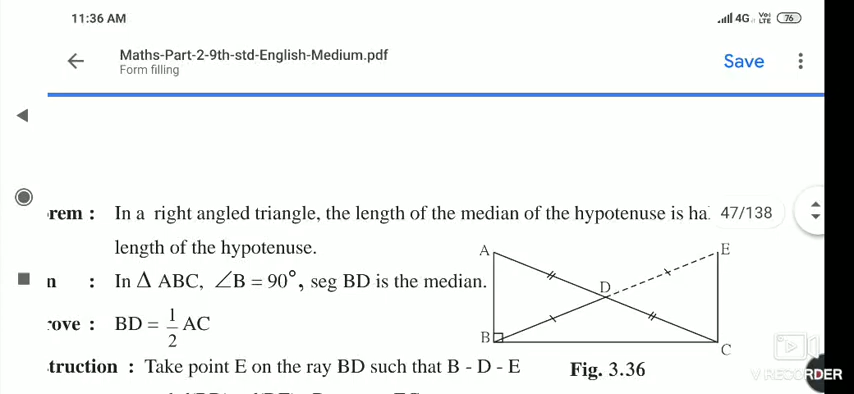 11:36 AM
4G Vo) LTE 76
Maths-Part-2-9th-std-English-Medium.pdf
Form filling
Save
rem : In a right angled triangle, the length of the median of the hypotenuse is ha
47/138
length of the hypotenuse.
n : In Δ ABC, ∠B = 90°, seg BD is the median.
rove : BD = 1/2 AC
truction : Take point E on the ray BD such that B - D - E
A
E
D
B
C
Fig. 3.36
V RECORDER